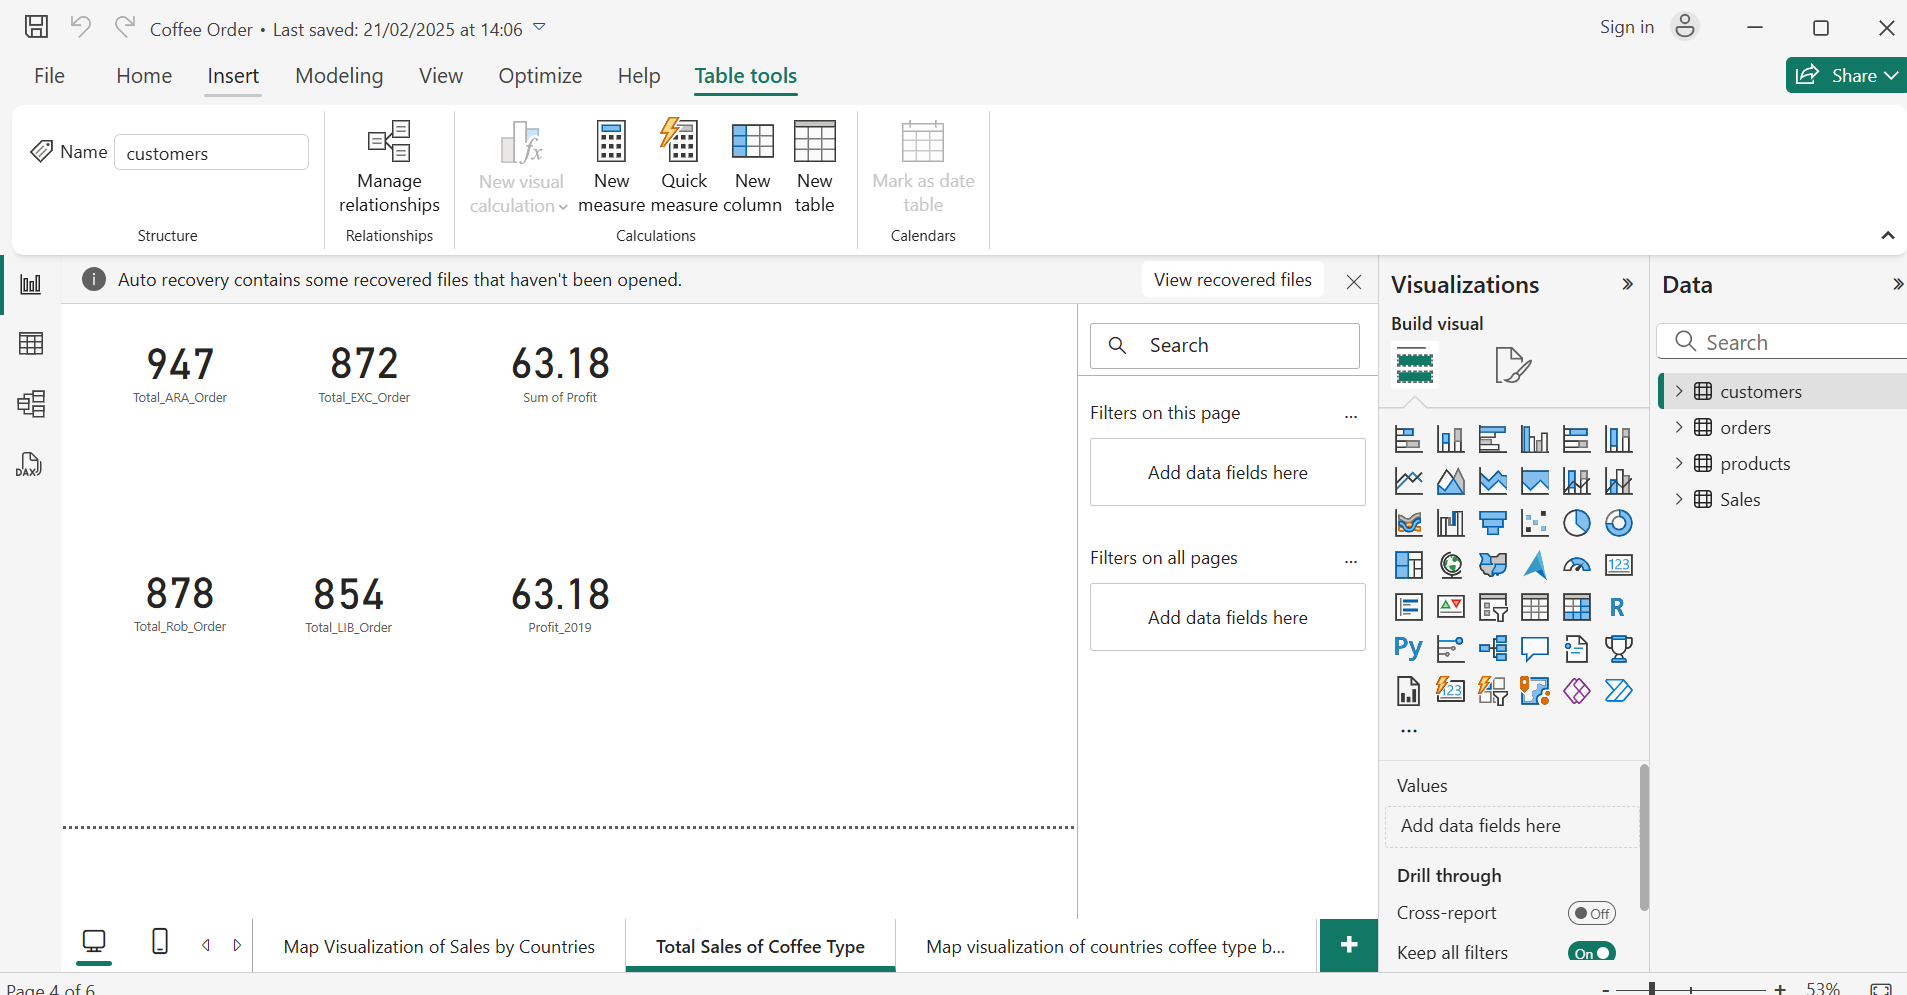 Coffee Order • Last saved: 21/02/2025 at 14:06
Sign in
File Home Insert Modeling View Optimize Help Table tools
Share
Name customers
Structure
Manage relationships
Relationships
New visual calculation
New measure
Quick measure
New column
New table
Calculations
Mark as date table
Calendars
Auto recovery contains some recovered files that haven't been opened.
View recovered files
947
Total_ARA_Order
872
Total_EXC_Order
63.18
Sum of Profit
878
Total_Rob_Order
854
Total_LIB_Order
63.18
Profit_2019
Search
Filters on this page
...
Add data fields here
Filters on all pages
...
Add data fields here
Visualizations
Build visual
123
R
Py
123
...
Values
Add data fields here
Drill through
Cross-report
Off
Keep all filters
On
Data
Search
customers
orders
products
Sales
DAX
Map Visualization of Sales by Countries
Total Sales of Coffee Type
Map visualization of countries coffee type b...
+
Page 4 of 6
- + 53%